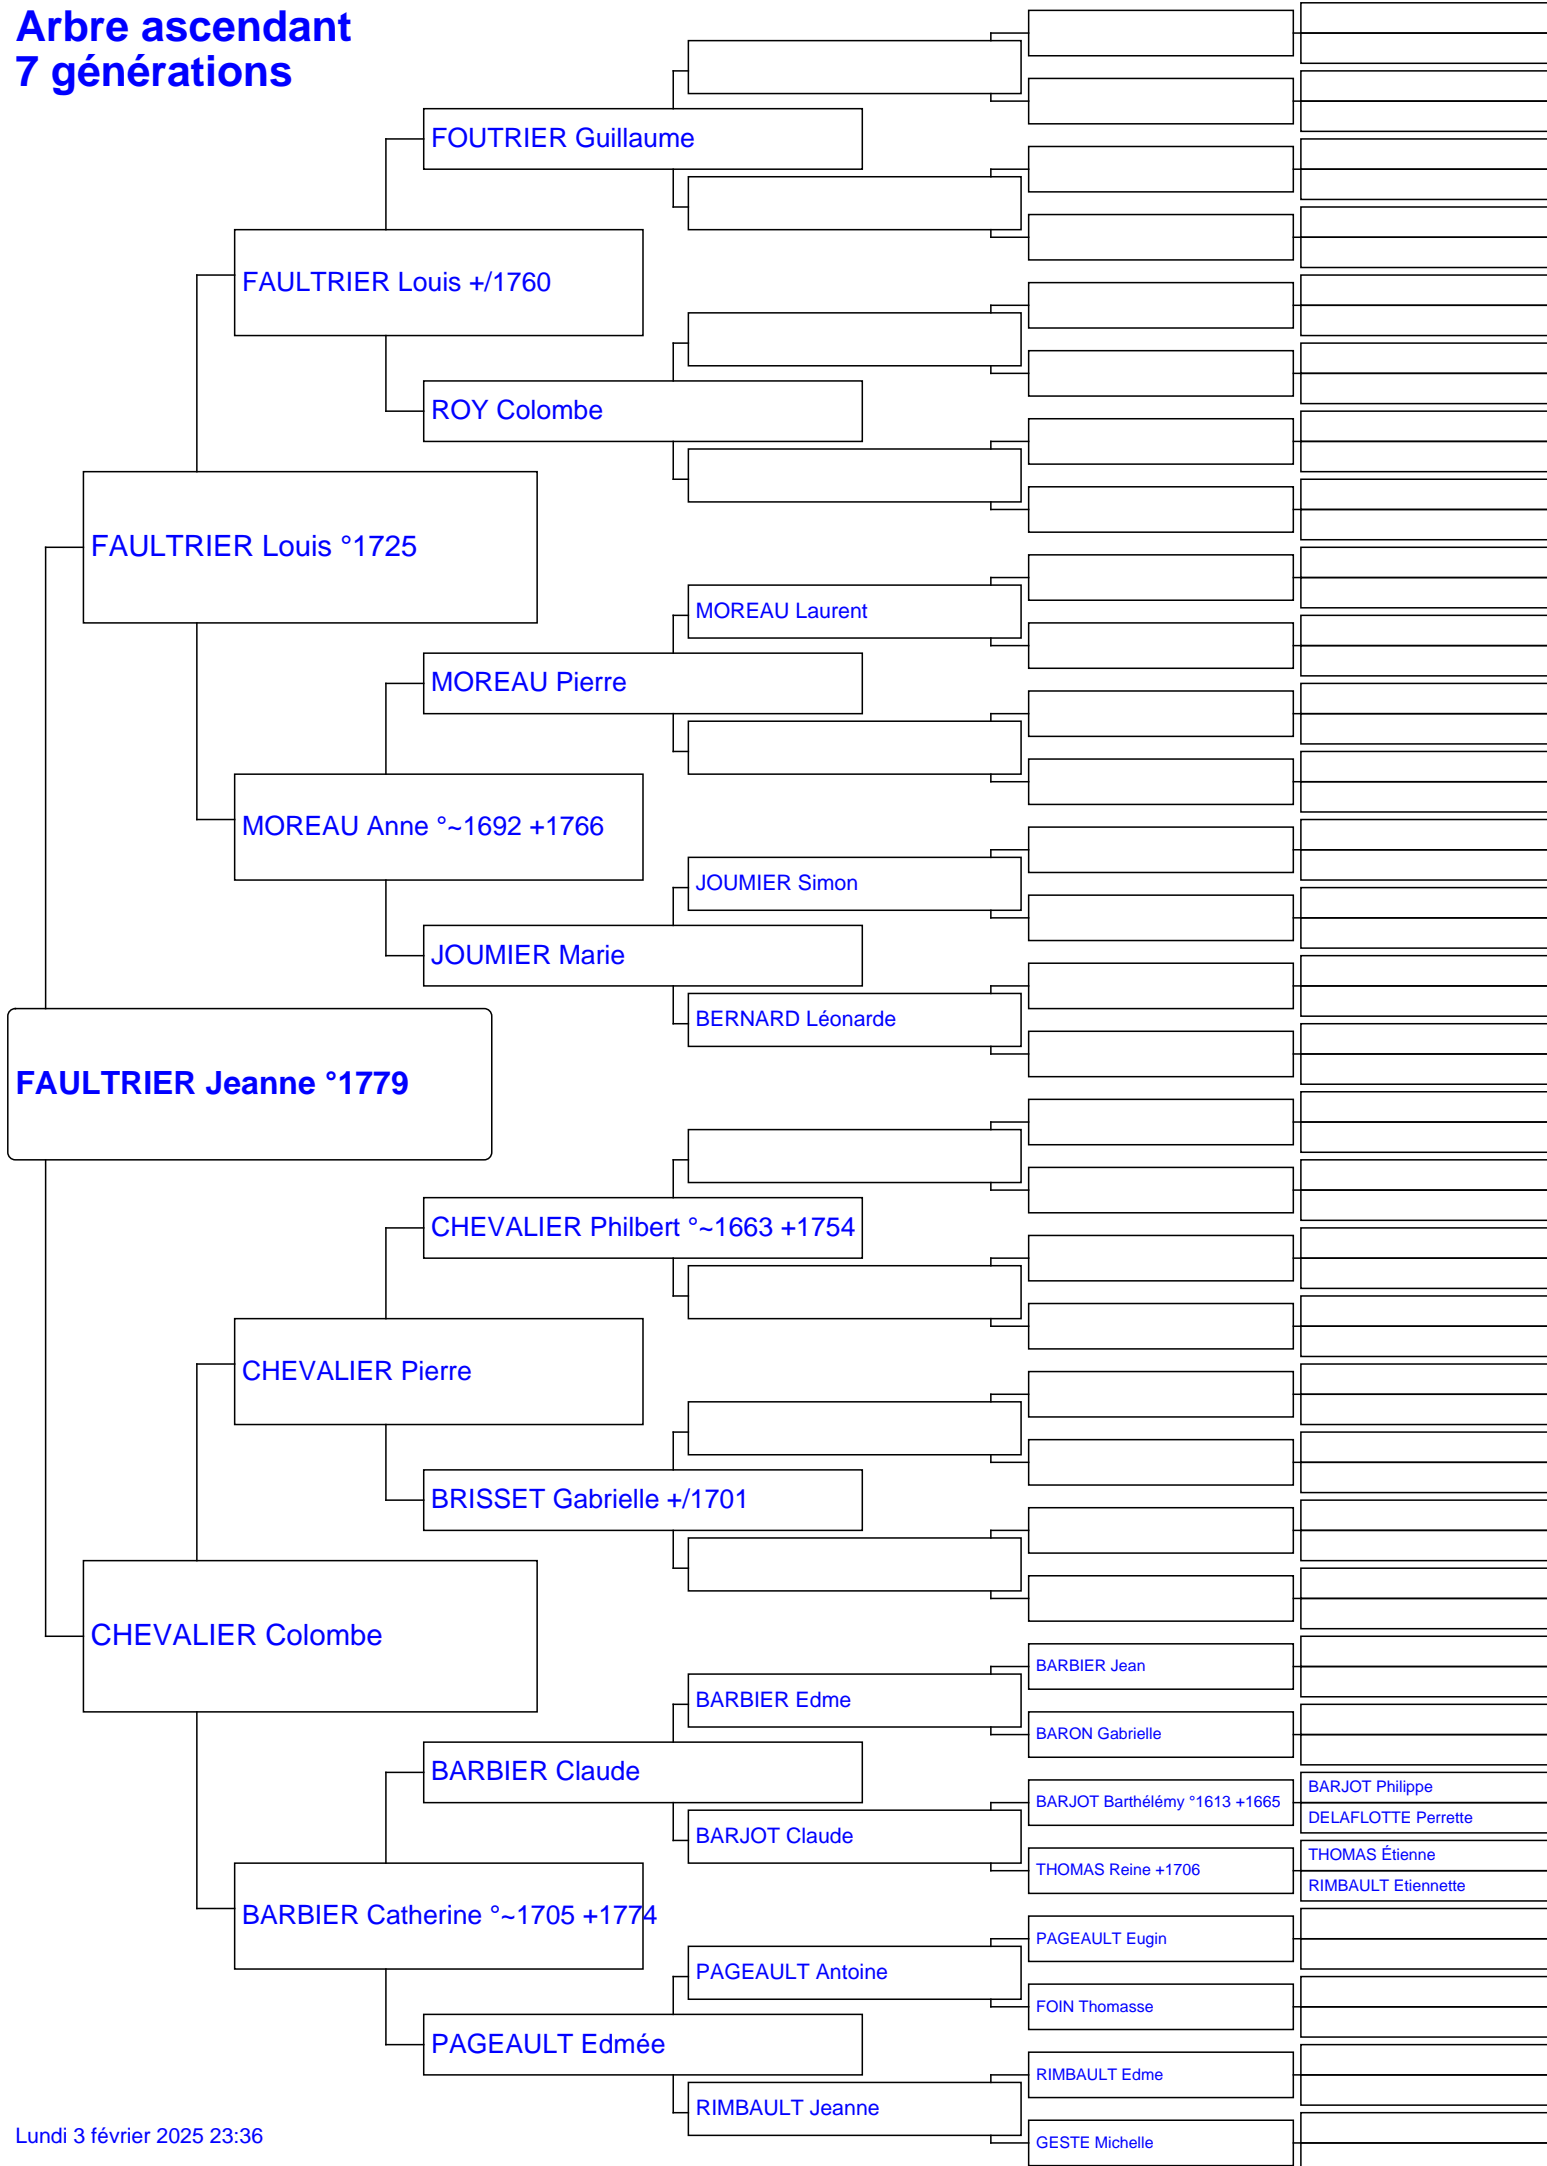 Arbre ascendant
7 générations
FOUTRIER Guillaume
FAULTRIER Louis +/1760
ROY Colombe
FAULTRIER Louis °1725
MOREAU Laurent
MOREAU Pierre
MOREAU Anne °~1692 +1766
JOUMIER Simon
JOUMIER Marie
BERNARD Léonarde
FAULTRIER Jeanne °1779
CHEVALIER Philbert °~1663 +1754
CHEVALIER Pierre
BRISSET Gabrielle +/1701
CHEVALIER Colombe
BARBIER Jean
BARBIER Edme
BARON Gabrielle
BARBIER Claude
BARJOT Philippe
BARJOT Barthélémy °1613 +1665
DELAFLOTTE Perrette
BARJOT Claude
THOMAS Étienne
THOMAS Reine +1706
RIMBAULT Etiennette
BARBIER Catherine °~1705 +1774
PAGEAULT Eugin
PAGEAULT Antoine
FOIN Thomasse
PAGEAULT Edmée
RIMBAULT Edme
RIMBAULT Jeanne
GESTE Michelle
Lundi 3 février 2025 23:36